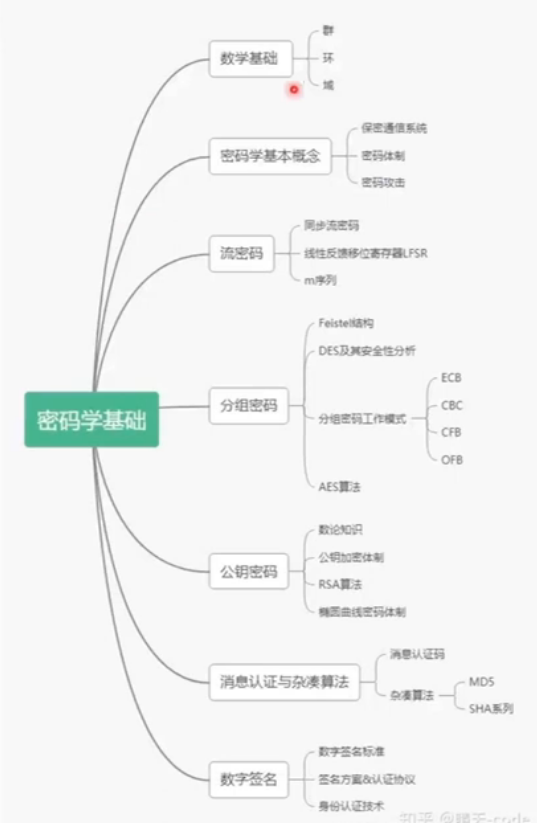 数学基础
群
环
域
密码学基本概念
保密通信系统
密码体制
密码攻击
流密码
同步流密码
线性反馈移位寄存器LFSR
m序列
密码学基础
分组密码
Feistel结构
DES及其安全性分析
分组密码工作模式
ECB
CBC
CFB
OFB
AES算法
公钥密码
数论知识
公钥加密体制
RSA算法
椭圆曲线密码体制
消息认证与杂凑算法
消息认证码
杂凑算法
MD5
SHA系列
数字签名
数字签名标准
签名方案&认证协议
身份认证技术
知乎 @晴天-code